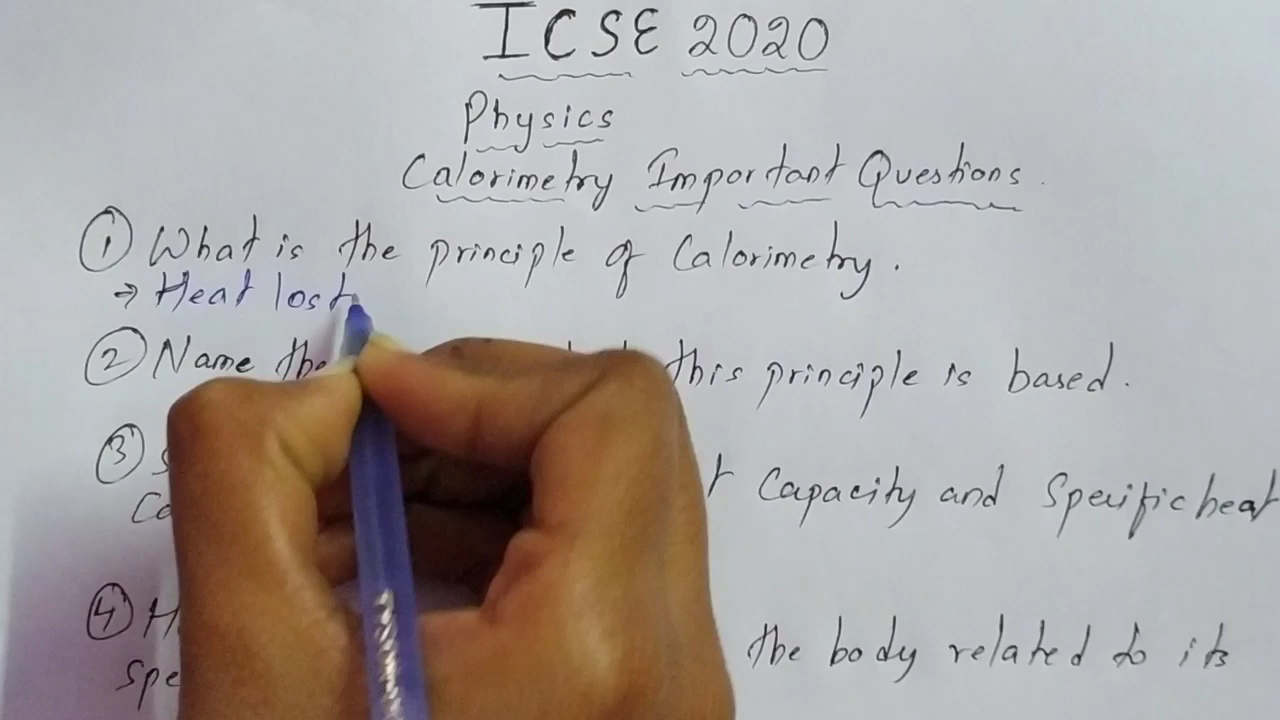 ICSE 2020
Physics
Calorimetry Important Questions.
① What is the principle of Calorimetry.
→ Heat lost
② Name the this principle is based.
③ Capacity and Specific heat
④ the body related to its